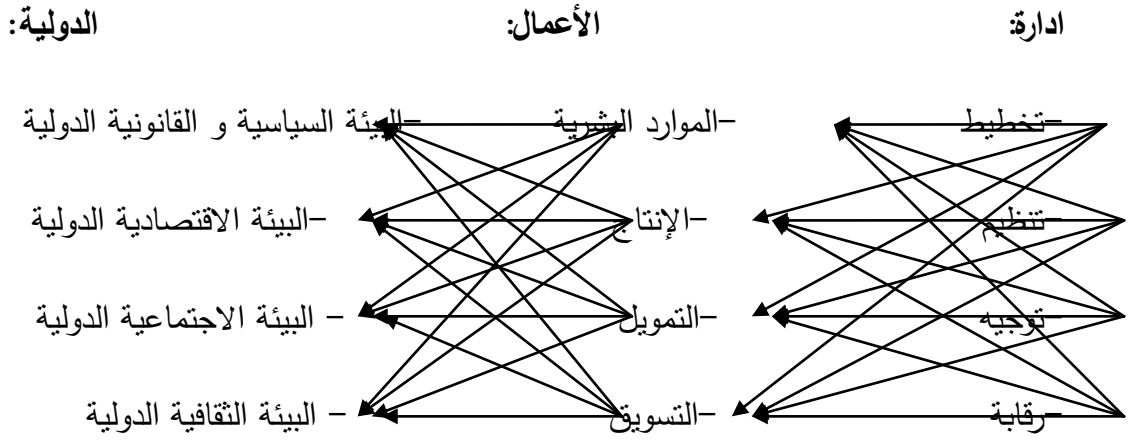 ادارة: الأعمال: الدولية:
-تخطيط -الموارد البشرية -البيئة السياسية و القانونية الدولية
-تنظيم -الإنتاج -البيئة الاقتصادية الدولية
-توجيه -التمويل - البيئة الاجتماعية الدولية
-رقابة -التسويق - البيئة الثقافية الدولية